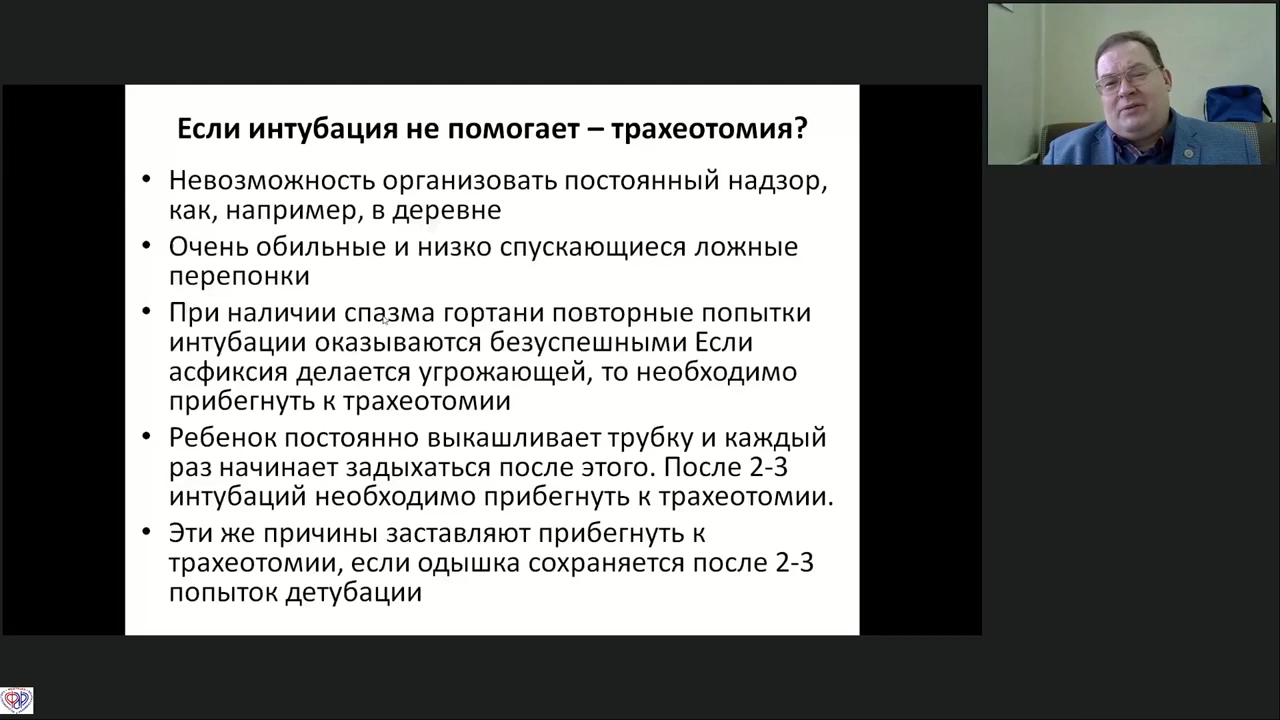 Если интубация не помогает – трахеотомия?
• Невозможность организовать постоянный надзор,
как, например, в деревне
• Очень обильные и низко спускающиеся ложные
перепонки
• При наличии спазма гортани повторные попытки
интубации оказываются безуспешными Если
асфиксия делается угрожающей, то необходимо
прибегнуть к трахеотомии
• Ребенок постоянно выкашливает трубку и каждый
раз начинает задыхаться после этого. После 2-3
интубаций необходимо прибегнуть к трахеотомии.
• Эти же причины заставляют прибегнуть к
трахеотомии, если одышка сохраняется после 2-3
попыток детубации